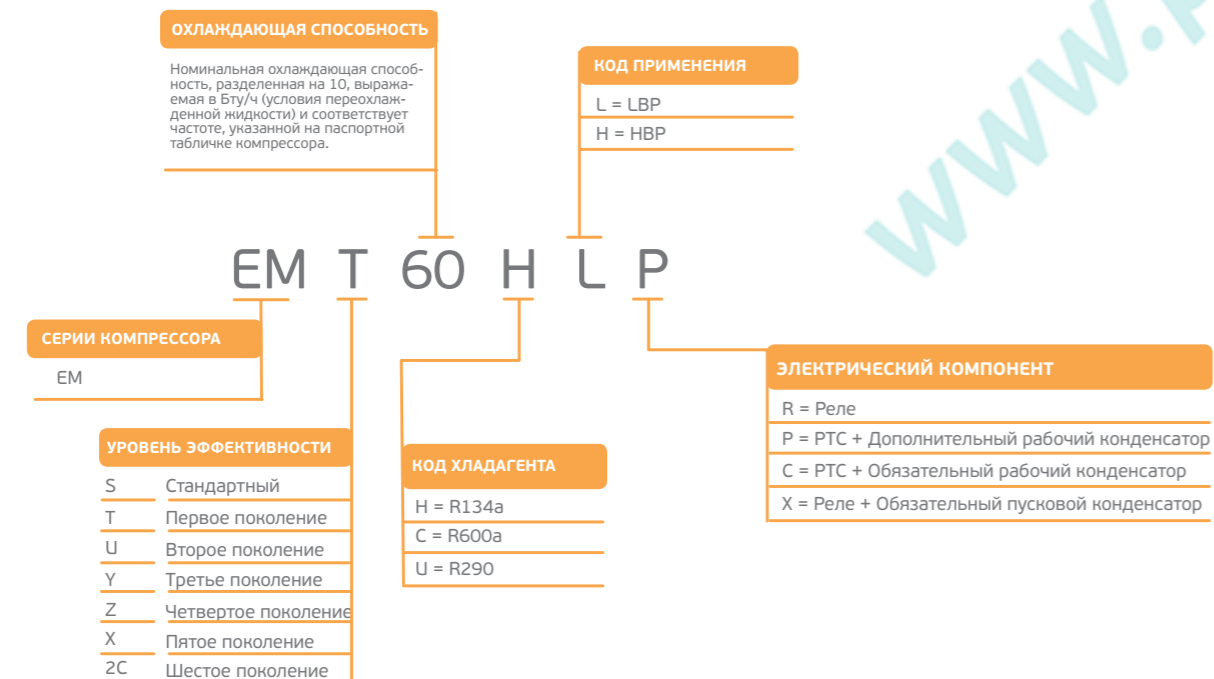 ОХЛАЖДАЮЩАЯ СПОСОБНОСТЬ
Номинальная охлаждающая способ-
ность, разделенная на 10, выража-
емая в Бту/ч (условия переохлаж-
денной жидкости) и соответствует
частоте, указанной на паспортной
табличке компрессора.
КОД ПРИМЕНЕНИЯ
L = LBP
H = HBP
EM T 60 H L P
СЕРИИ КОМПРЕССОРА
EM
УРОВЕНЬ ЭФФЕКТИВНОСТИ
S Стандартный
T Первое поколение
U Второе поколение
Y Третье поколение
Z Четвертое поколение
X Пятое поколение
2C Шестое поколение
КОД ХЛАДАГЕНТА
H = R134a
C = R600a
U = R290
ЭЛЕКТРИЧЕСКИЙ КОМПОНЕНТ
R = Реле
P = PTC + Дополнительный рабочий конденсатор
C = PTC + Обязательный рабочий конденсатор
X = Реле + Обязательный пусковой конденсатор
www.